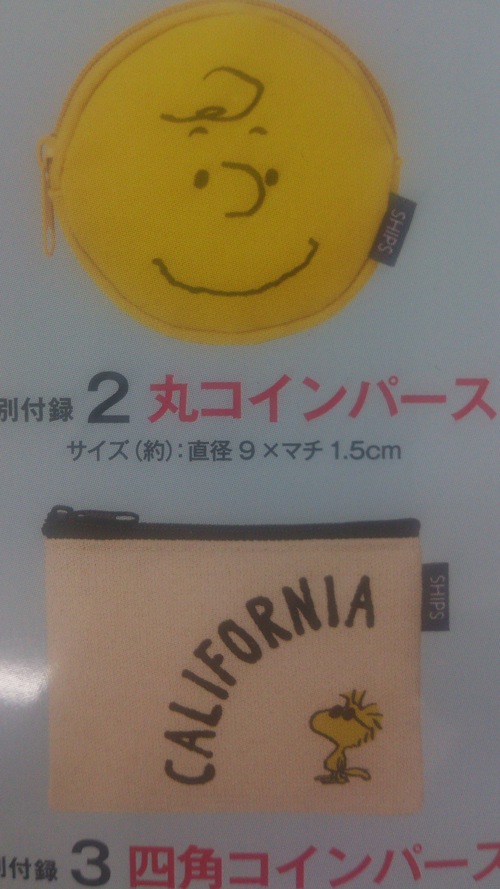 SHIPS
別付録 2 丸コインパース
サイズ（約）：直径 9 ×マチ 1.5cm
SHIPS
CALIFORNIA
別付録 3 四角コインパース